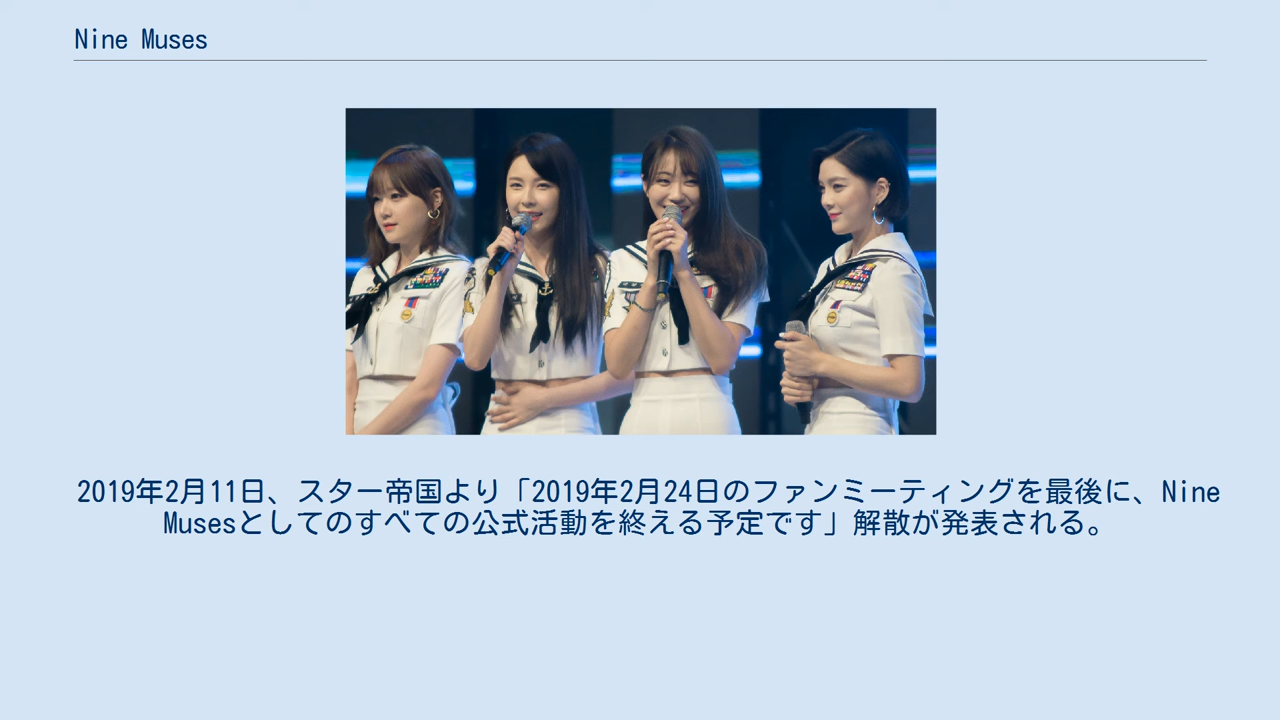 Nine Muses
2019年2月11日、スター帝国より「2019年2月24日のファンミーティングを最後に、Nine
Musesとしてのすべての公式活動を終える予定です」解散が発表される。